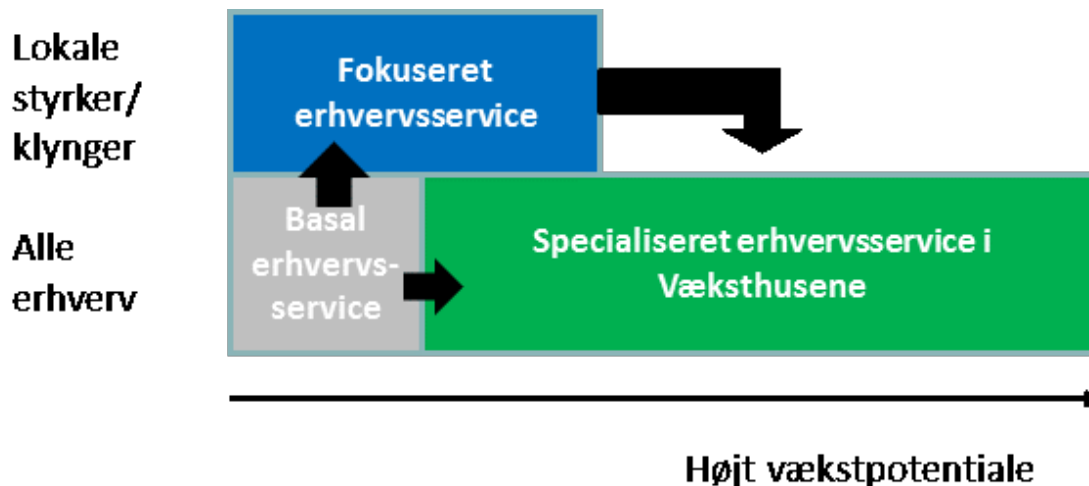 Lokale
styrker/
klynger
Fokuseret
erhvervsservice
Alle
erhverv
Basal
erhvervs-
service
Specialiseret erhvervsservice i
Væksthusene
Højt vækstpotentiale